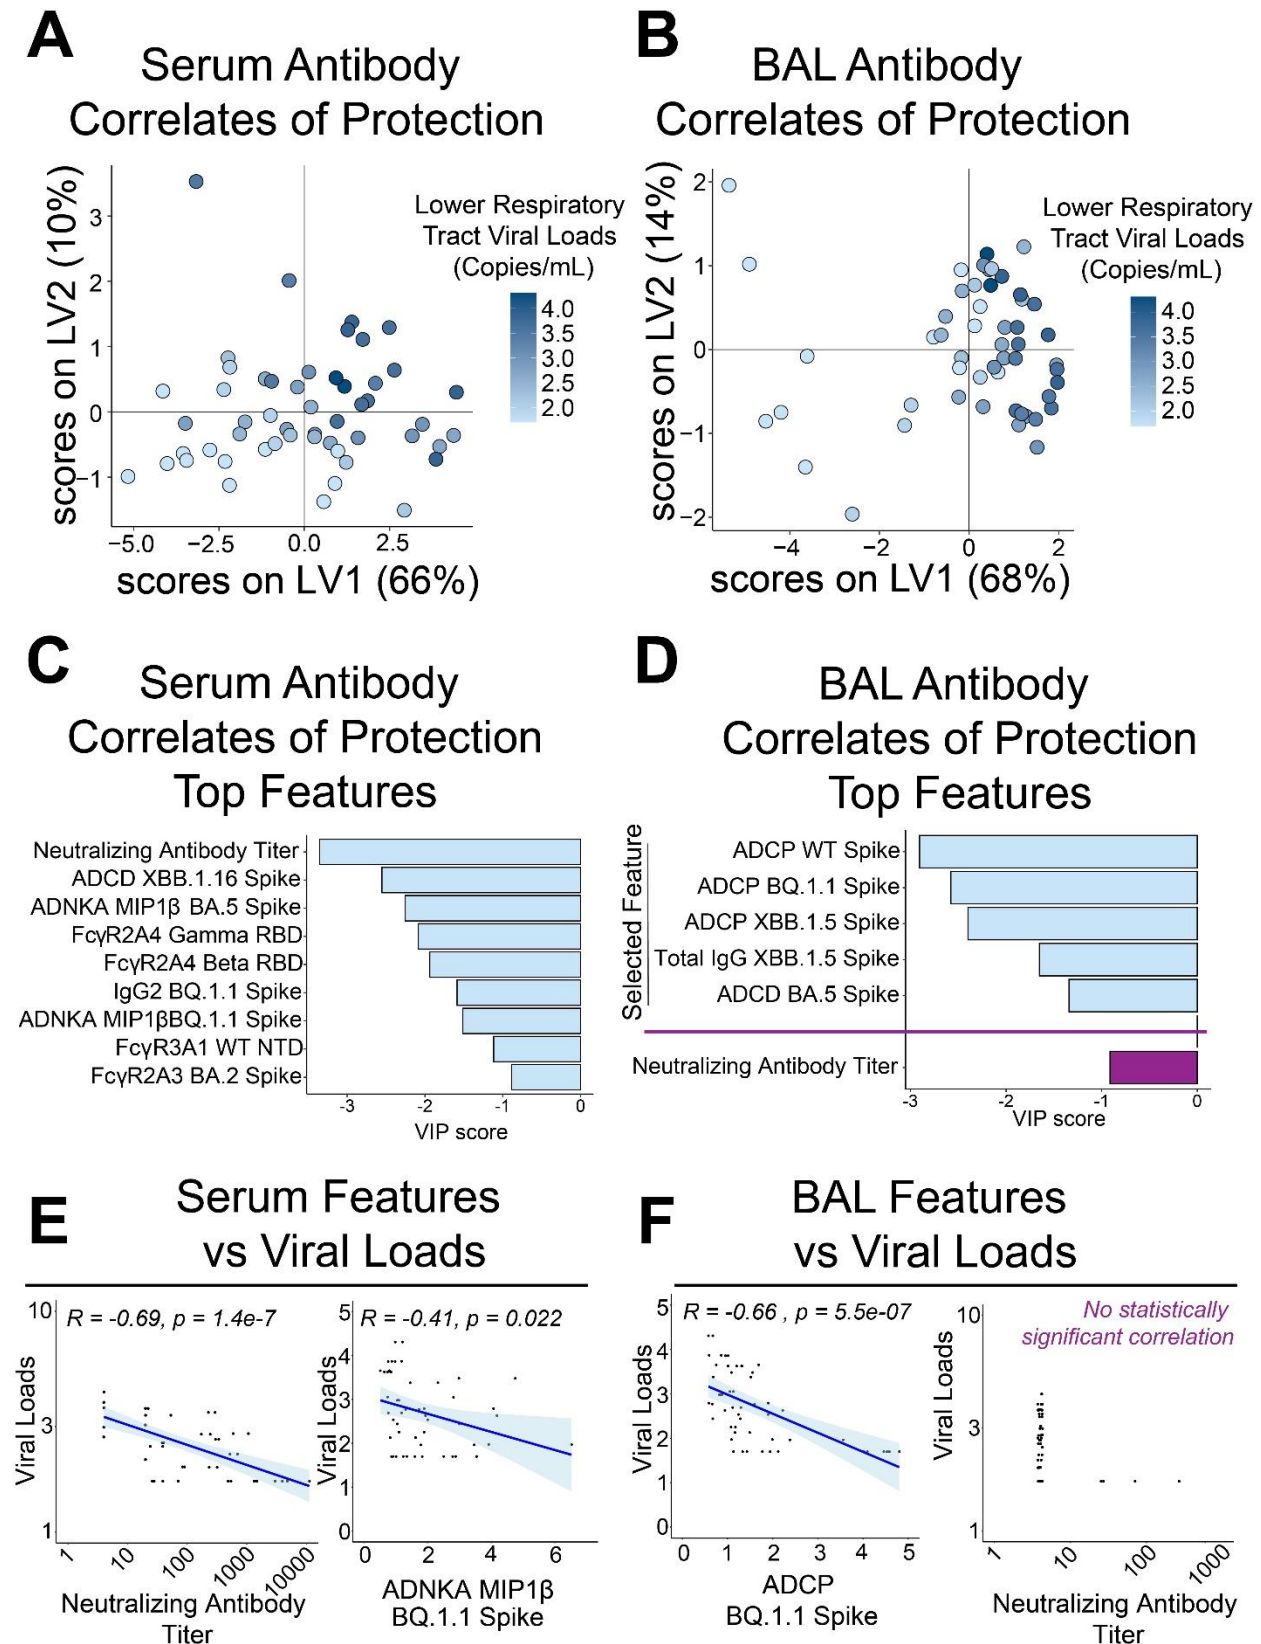 A
Serum Antibody
Correlates of Protection
scores on LV2 (10%)
3
2
1
0
−1
−5.0
−2.5
0.0
2.5
scores on LV1 (66%)
Lower Respiratory
Tract Viral Loads
(Copies/mL)
4.0
3.5
3.0
2.5
2.0
B
BAL Antibody
Correlates of Protection
scores on LV2 (14%)
2
1
0
−1
−2
−4
−2
0
2
scores on LV1 (68%)
Lower Respiratory
Tract Viral Loads
(Copies/mL)
4.0
3.5
3.0
2.5
2.0
C
Serum Antibody
Correlates of Protection
Top Features
Neutralizing Antibody Titer
ADCD XBB.1.16 Spike
ADNKA MIP1β BA.5 Spike
FcγR2A4 Gamma RBD
FcγR2A4 Beta RBD
IgG2 BQ.1.1 Spike
ADNKA MIP1βBQ.1.1 Spike
FcγR3A1 WT NTD
FcγR2A3 BA.2 Spike
-3
-2
-1
0
VIP score
D
BAL Antibody
Correlates of Protection
Top Features
Selected Feature
ADCP WT Spike
ADCP BQ.1.1 Spike
ADCP XBB.1.5 Spike
Total IgG XBB.1.5 Spike
ADCD BA.5 Spike
Neutralizing Antibody Titer
-3
-2
-1
0
VIP score
E
Serum Features
vs Viral Loads
R = -0.69, p = 1.4e-7
Viral Loads
10
3
1
1
10
100
1000
10000
Neutralizing Antibody
Titer
R = -0.41, p = 0.022
Viral Loads
5
4
3
2
1
0
0
2
4
6
ADNKA MIP1β
BQ.1.1 Spike
F
BAL Features
vs Viral Loads
R = -0.66 , p = 5.5e-07
Viral Loads
5
4
3
2
1
0
0
1
2
3
4
5
ADCP
BQ.1.1 Spike
No statistically
significant correlation
Viral Loads
10
3
1
1
10
100
1000
Neutralizing Antibody
Titer